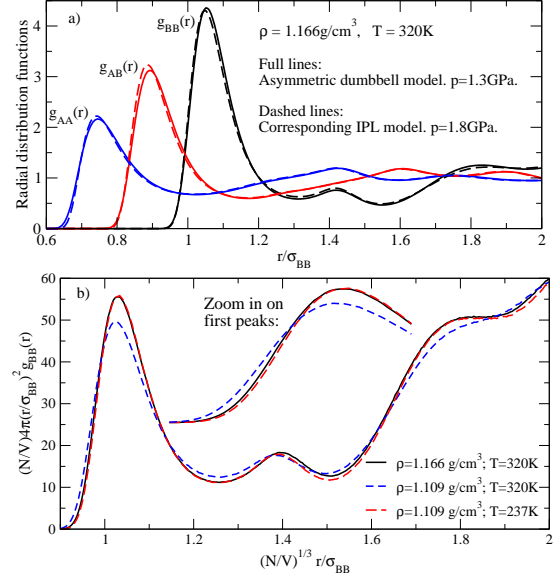 a)
g_BB(r)
g_AB(r)
g_AA(r)
ρ = 1.166g/cm³, T = 320K
Full lines:
Asymmetric dumbbell model. p=1.3GPa.
Dashed lines:
Corresponding IPL model. p=1.8GPa.
Radial distribution functions
4
3
2
1
0
0.6 0.8 1 1.2 1.4 1.6 1.8 2
r/σ_BB
b)
Zoom in on
first peaks:
(N/V)4π(r/σ_BB)² g_BB(r)
60
50
40
30
20
10
0
ρ=1.166 g/cm³; T=320K
ρ=1.109 g/cm³; T=320K
ρ=1.109 g/cm³; T=237K
1 1.2 1.4 1.6 1.8 2
(N/V)^1/3 r/σ_BB